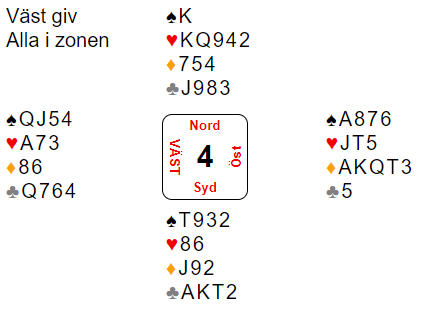 Väst giv
Alla i zonen
♠K
♥KQ942
♦754
♣J983
♠QJ54
♥A73
♦86
♣Q764
Nord
VÄST
4
Öst
Syd
♠A876
♥JT5
♦AKQT3
♣5
♠T932
♥86
♦J92
♣AKT2